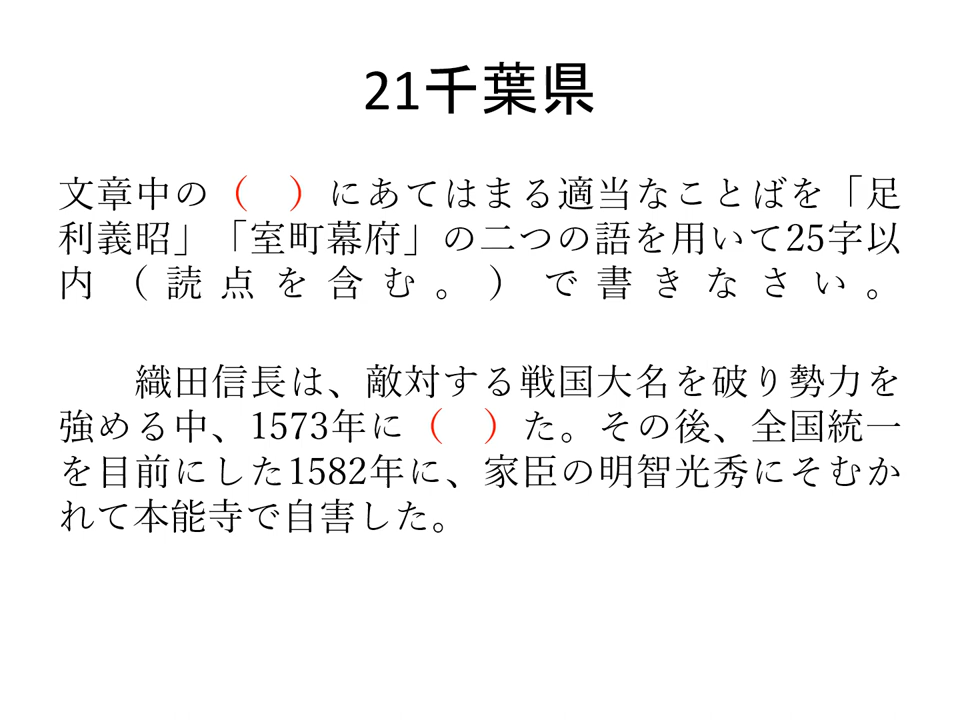 21千葉県
文章中の（　）にあてはまる適当なことばを「足
利義昭」「室町幕府」の二つの語を用いて25字以
内（読点を含む。）で書きなさい。
織田信長は、敵対する戦国大名を破り勢力を
強める中、1573年に（　）た。その後、全国統一
を目前にした1582年に、家臣の明智光秀にそむか
れて本能寺で自害した。